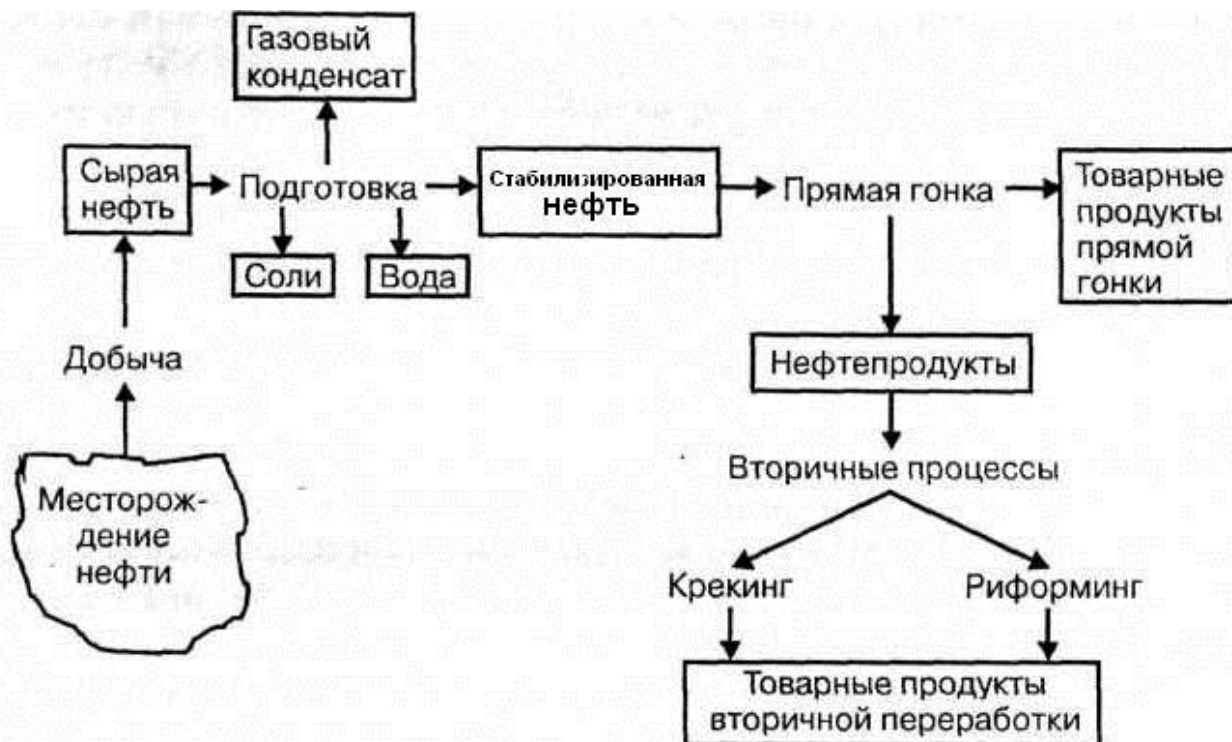 Газовый
конденсат
Сырая
нефть
Подготовка
Стабилизированная
нефть
Прямая гонка
Товарные
продукты
прямой
гонки
Соли
Вода
Добыча
Нефтепродукты
Вторичные процессы
Месторож-
дение
нефти
Крекинг
Риформинг
Товарные продукты
вторичной переработки